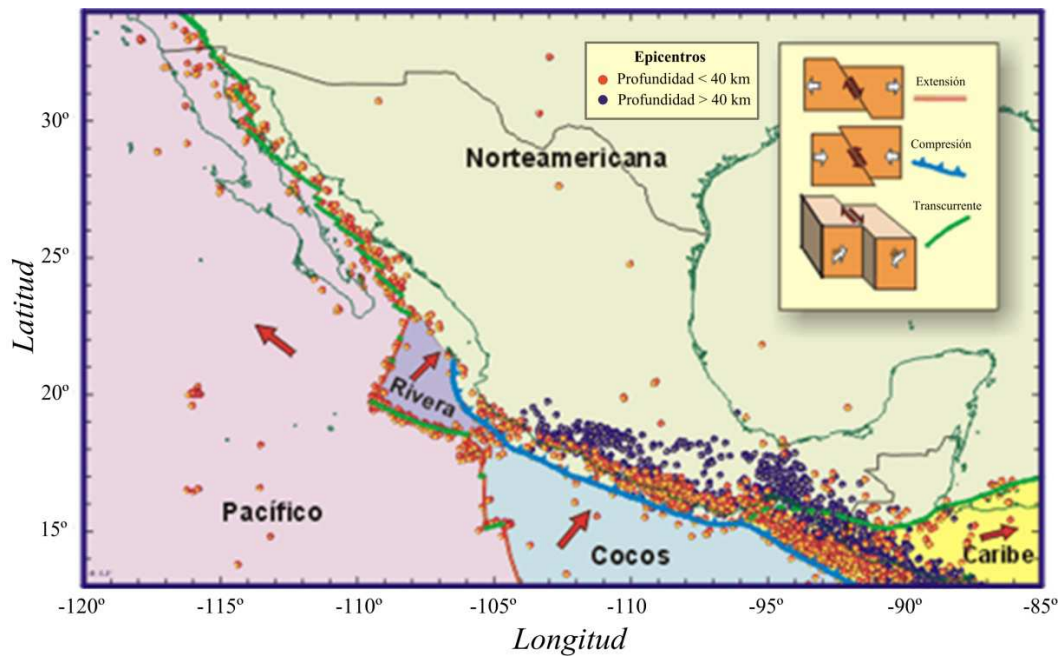 Epicentros
Profundidad < 40 km
Profundidad > 40 km
Extensión
Compresión
Transcurrente
Norteamericana
Rivera
Pacífico
Cocos
Caribe
Latitud
30º
25º
20º
15º
-120º
-115º
-110º
-105º
-110
-95º
-90º
-85º
Longitud